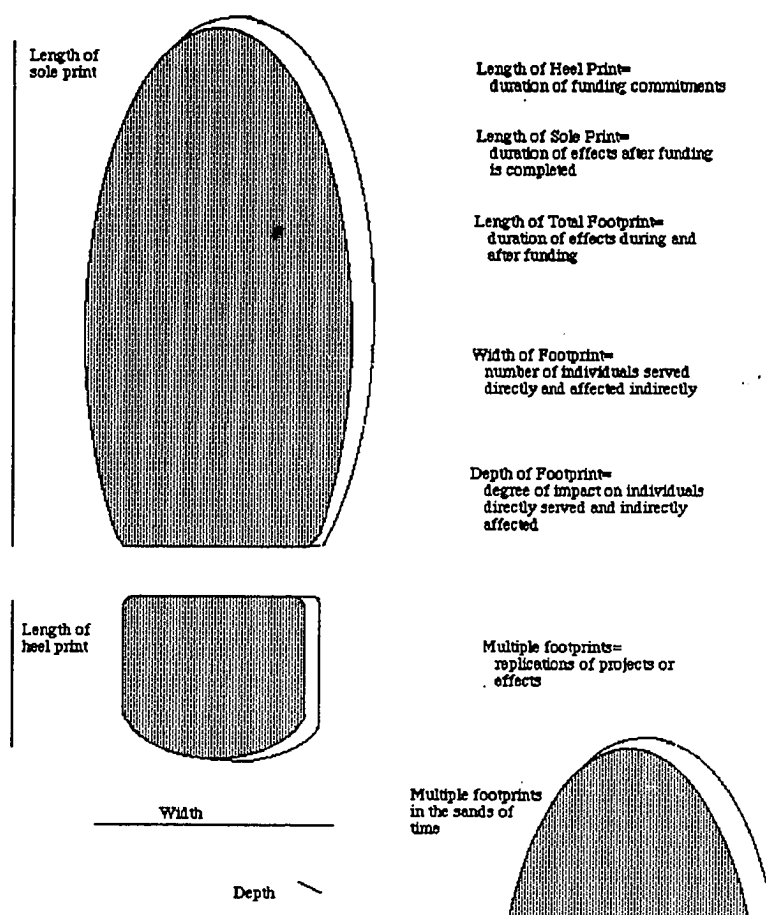 Length of
sole print
Length of Heel Print=
duration of funding commitments
Length of Sole Print=
duration of effects after funding
is completed
Length of Total Footprint=
duration of effects during and
after funding
Width of Footprint=
number of individuals served
directly and affected indirectly
Depth of Footprint=
degree of impact on individuals
directly served and indirectly
affected
Length of
heel print
Multiple footprints=
replications of projects or
effects
Multiple footprints
in the sands of
time
Width
Depth